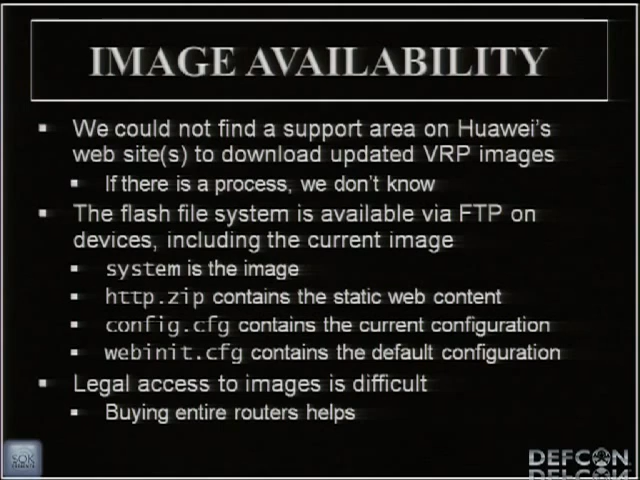 IMAGE AVAILABILITY
We could not find a support area on Huawei's
web site(s) to download updated VRP images
If there is a process, we don't know
The flash file system is available via FTP on
devices, including the current image
system is the image
http.zip contains the static web content
config.cfg contains the current configuration
webinit.cfg contains the default configuration
Legal access to images is difficult
Buying entire routers helps
DEFCON